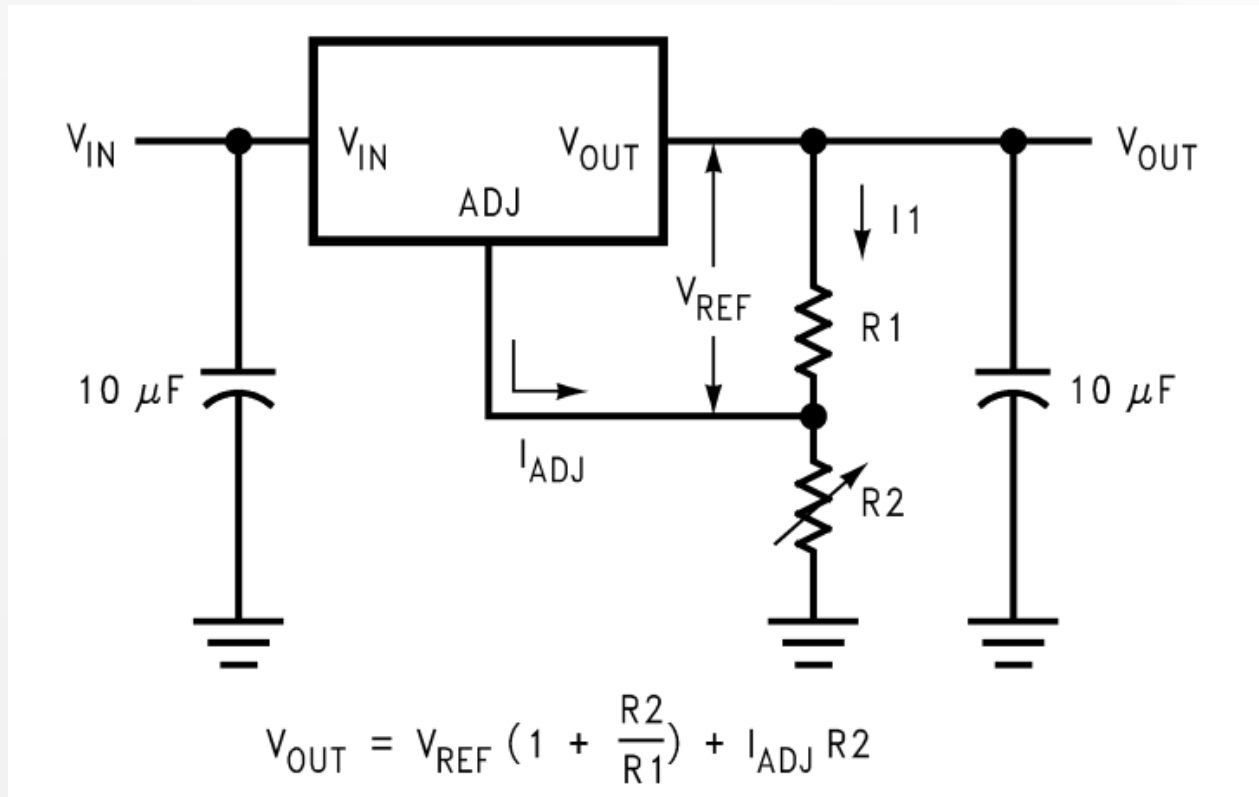 VIN
VIN
VOUT
VOUT
ADJ
I1
VREF
R1
10 μF
10 μF
IADJ
R2
VOUT = VREF (1 + R2/R1) + IADJ R2